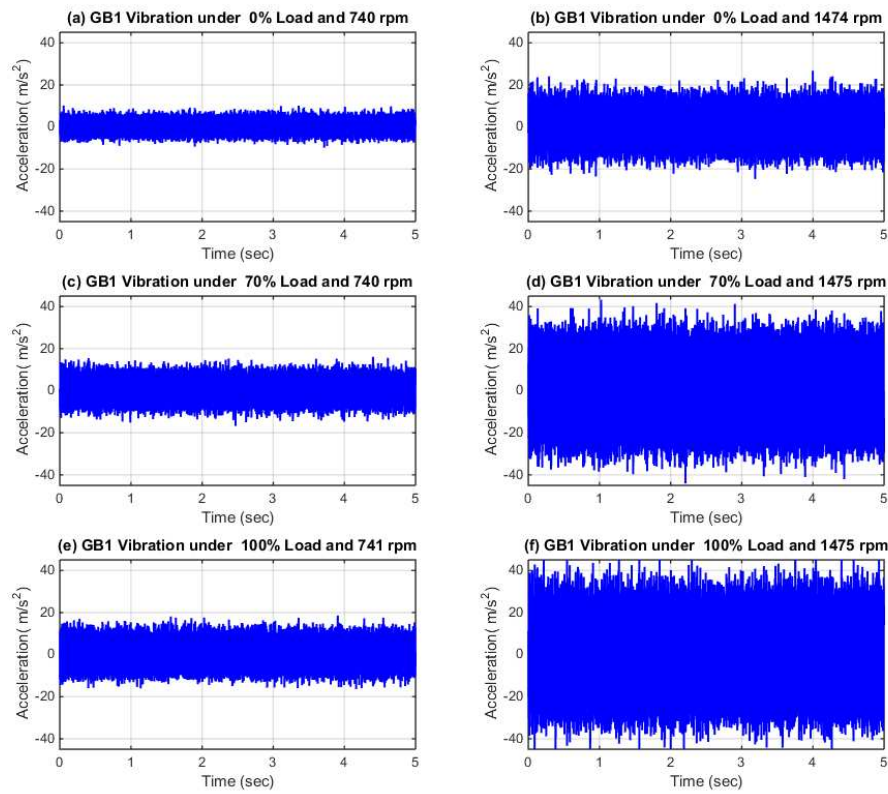 (a) GB1 Vibration under 0% Load and 740 rpm
40
20
0
-20
-40
Acceleration( m/s²)
0 1 2 3 4 5
Time (sec)
(b) GB1 Vibration under 0% Load and 1474 rpm
40
20
0
-20
-40
Acceleration( m/s²)
0 1 2 3 4 5
Time (sec)
(c) GB1 Vibration under 70% Load and 740 rpm
40
20
0
-20
-40
Acceleration( m/s²)
0 1 2 3 4 5
Time (sec)
(d) GB1 Vibration under 70% Load and 1475 rpm
40
20
0
-20
-40
Acceleration( m/s²)
0 1 2 3 4 5
Time (sec)
(e) GB1 Vibration under 100% Load and 741 rpm
40
20
0
-20
-40
Acceleration( m/s²)
0 1 2 3 4 5
Time (sec)
(f) GB1 Vibration under 100% Load and 1475 rpm
40
20
0
-20
-40
Acceleration( m/s²)
0 1 2 3 4 5
Time (sec)